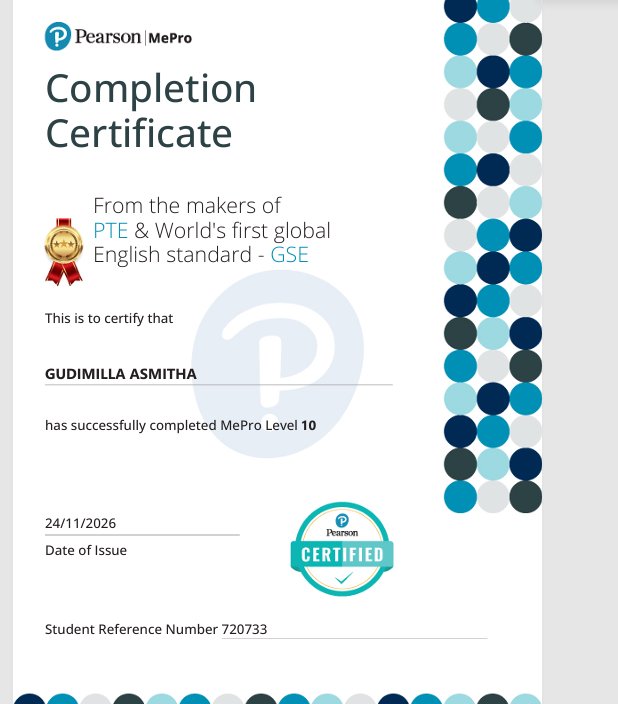 Pearson | MePro
Completion
Certificate
From the makers of
PTE & World's first global
English standard - GSE
This is to certify that
GUDIMILLA ASMITHA
has successfully completed MePro Level 10
24/11/2026
Date of Issue
Pearson
CERTIFIED
Student Reference Number 720733